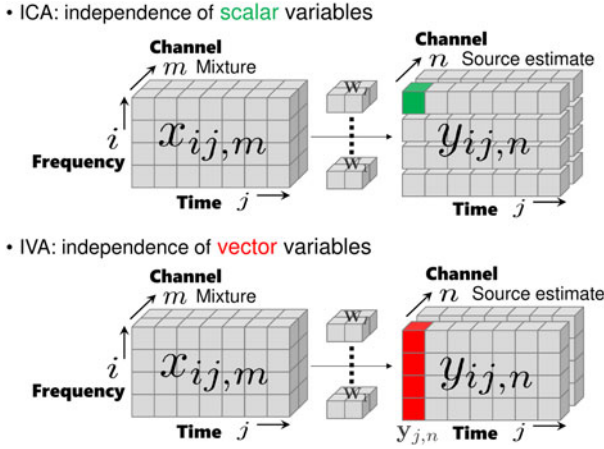 • ICA: independence of scalar variables
Channel
m Mixture
i
Frequency
x_{ij,m}
Time j
Channel
n Source estimate
y_{ij,n}
Time j
• IVA: independence of vector variables
Channel
m Mixture
i
Frequency
x_{ij,m}
Time j
Channel
n Source estimate
y_{ij,n}
y_{j,n}
Time j